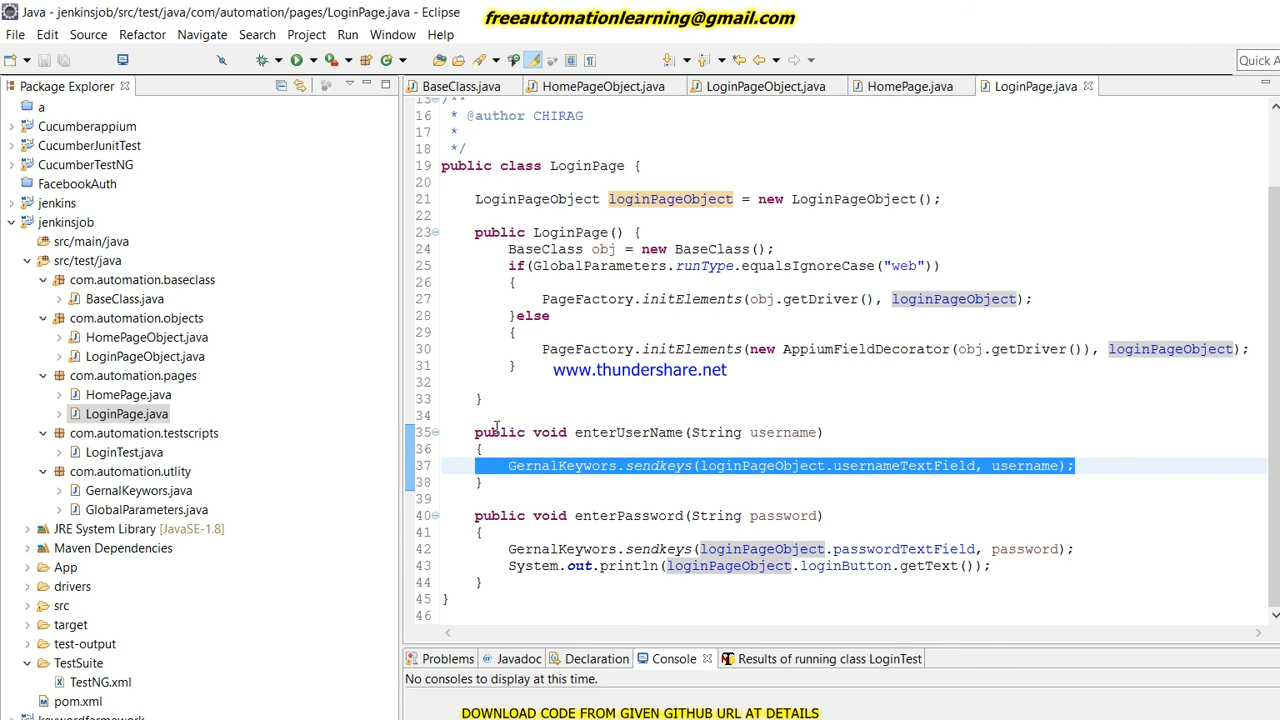 Java - jenkinsjob/src/test/java/com/automation/pages/LoginPage.java - Eclipse
freeautomationlearning@gmail.com
File Edit Source Refactor Navigate Search Project Run Window Help
Quick A
Package Explorer
BaseClass.java HomePageObject.java LoginPageObject.java HomePage.java LoginPage.java
a
Cucumberappium
CucumberJunitTest
CucumberTestNG
FacebookAuth
jenkins
jenkinsjob
src/main/java
src/test/java
com.automation.baseclass
BaseClass.java
com.automation.objects
HomePageObject.java
LoginPageObject.java
com.automation.pages
HomePage.java
LoginPage.java
com.automation.testscripts
LoginTest.java
com.automation.utlity
GernalKeywors.java
GlobalParameters.java
JRE System Library [JavaSE-1.8]
Maven Dependencies
App
drivers
src
target
test-output
TestSuite
TestNG.xml
pom.xml
15 /**
16 * @author CHIRAG
17 *
18 */
19 public class LoginPage {
20
21 LoginPageObject loginPageObject = new LoginPageObject();
22
23 public LoginPage() {
24 BaseClass obj = new BaseClass();
25 if(GlobalParameters.runType.equalsIgnoreCase("web"))
26 {
27 PageFactory.initElements(obj.getDriver(), loginPageObject);
28 }else
29 {
30 PageFactory.initElements(new AppiumFieldDecorator(obj.getDriver()), loginPageObject);
31 }
www.thundershare.net
32
33 }
34
35 public void enterUserName(String username)
36 {
37 GernalKeywors.sendkeys(loginPageObject.usernameTextField, username);
38 }
39
40 public void enterPassword(String password)
41 {
42 GernalKeywors.sendkeys(loginPageObject.passwordTextField, password);
43 System.out.println(loginPageObject.loginButton.getText());
44 }
45 }
46
Problems Javadoc Declaration Console Results of running class LoginTest
No consoles to display at this time.
DOWNLOAD CODE FROM GIVEN GITHUB URL AT DETAILS